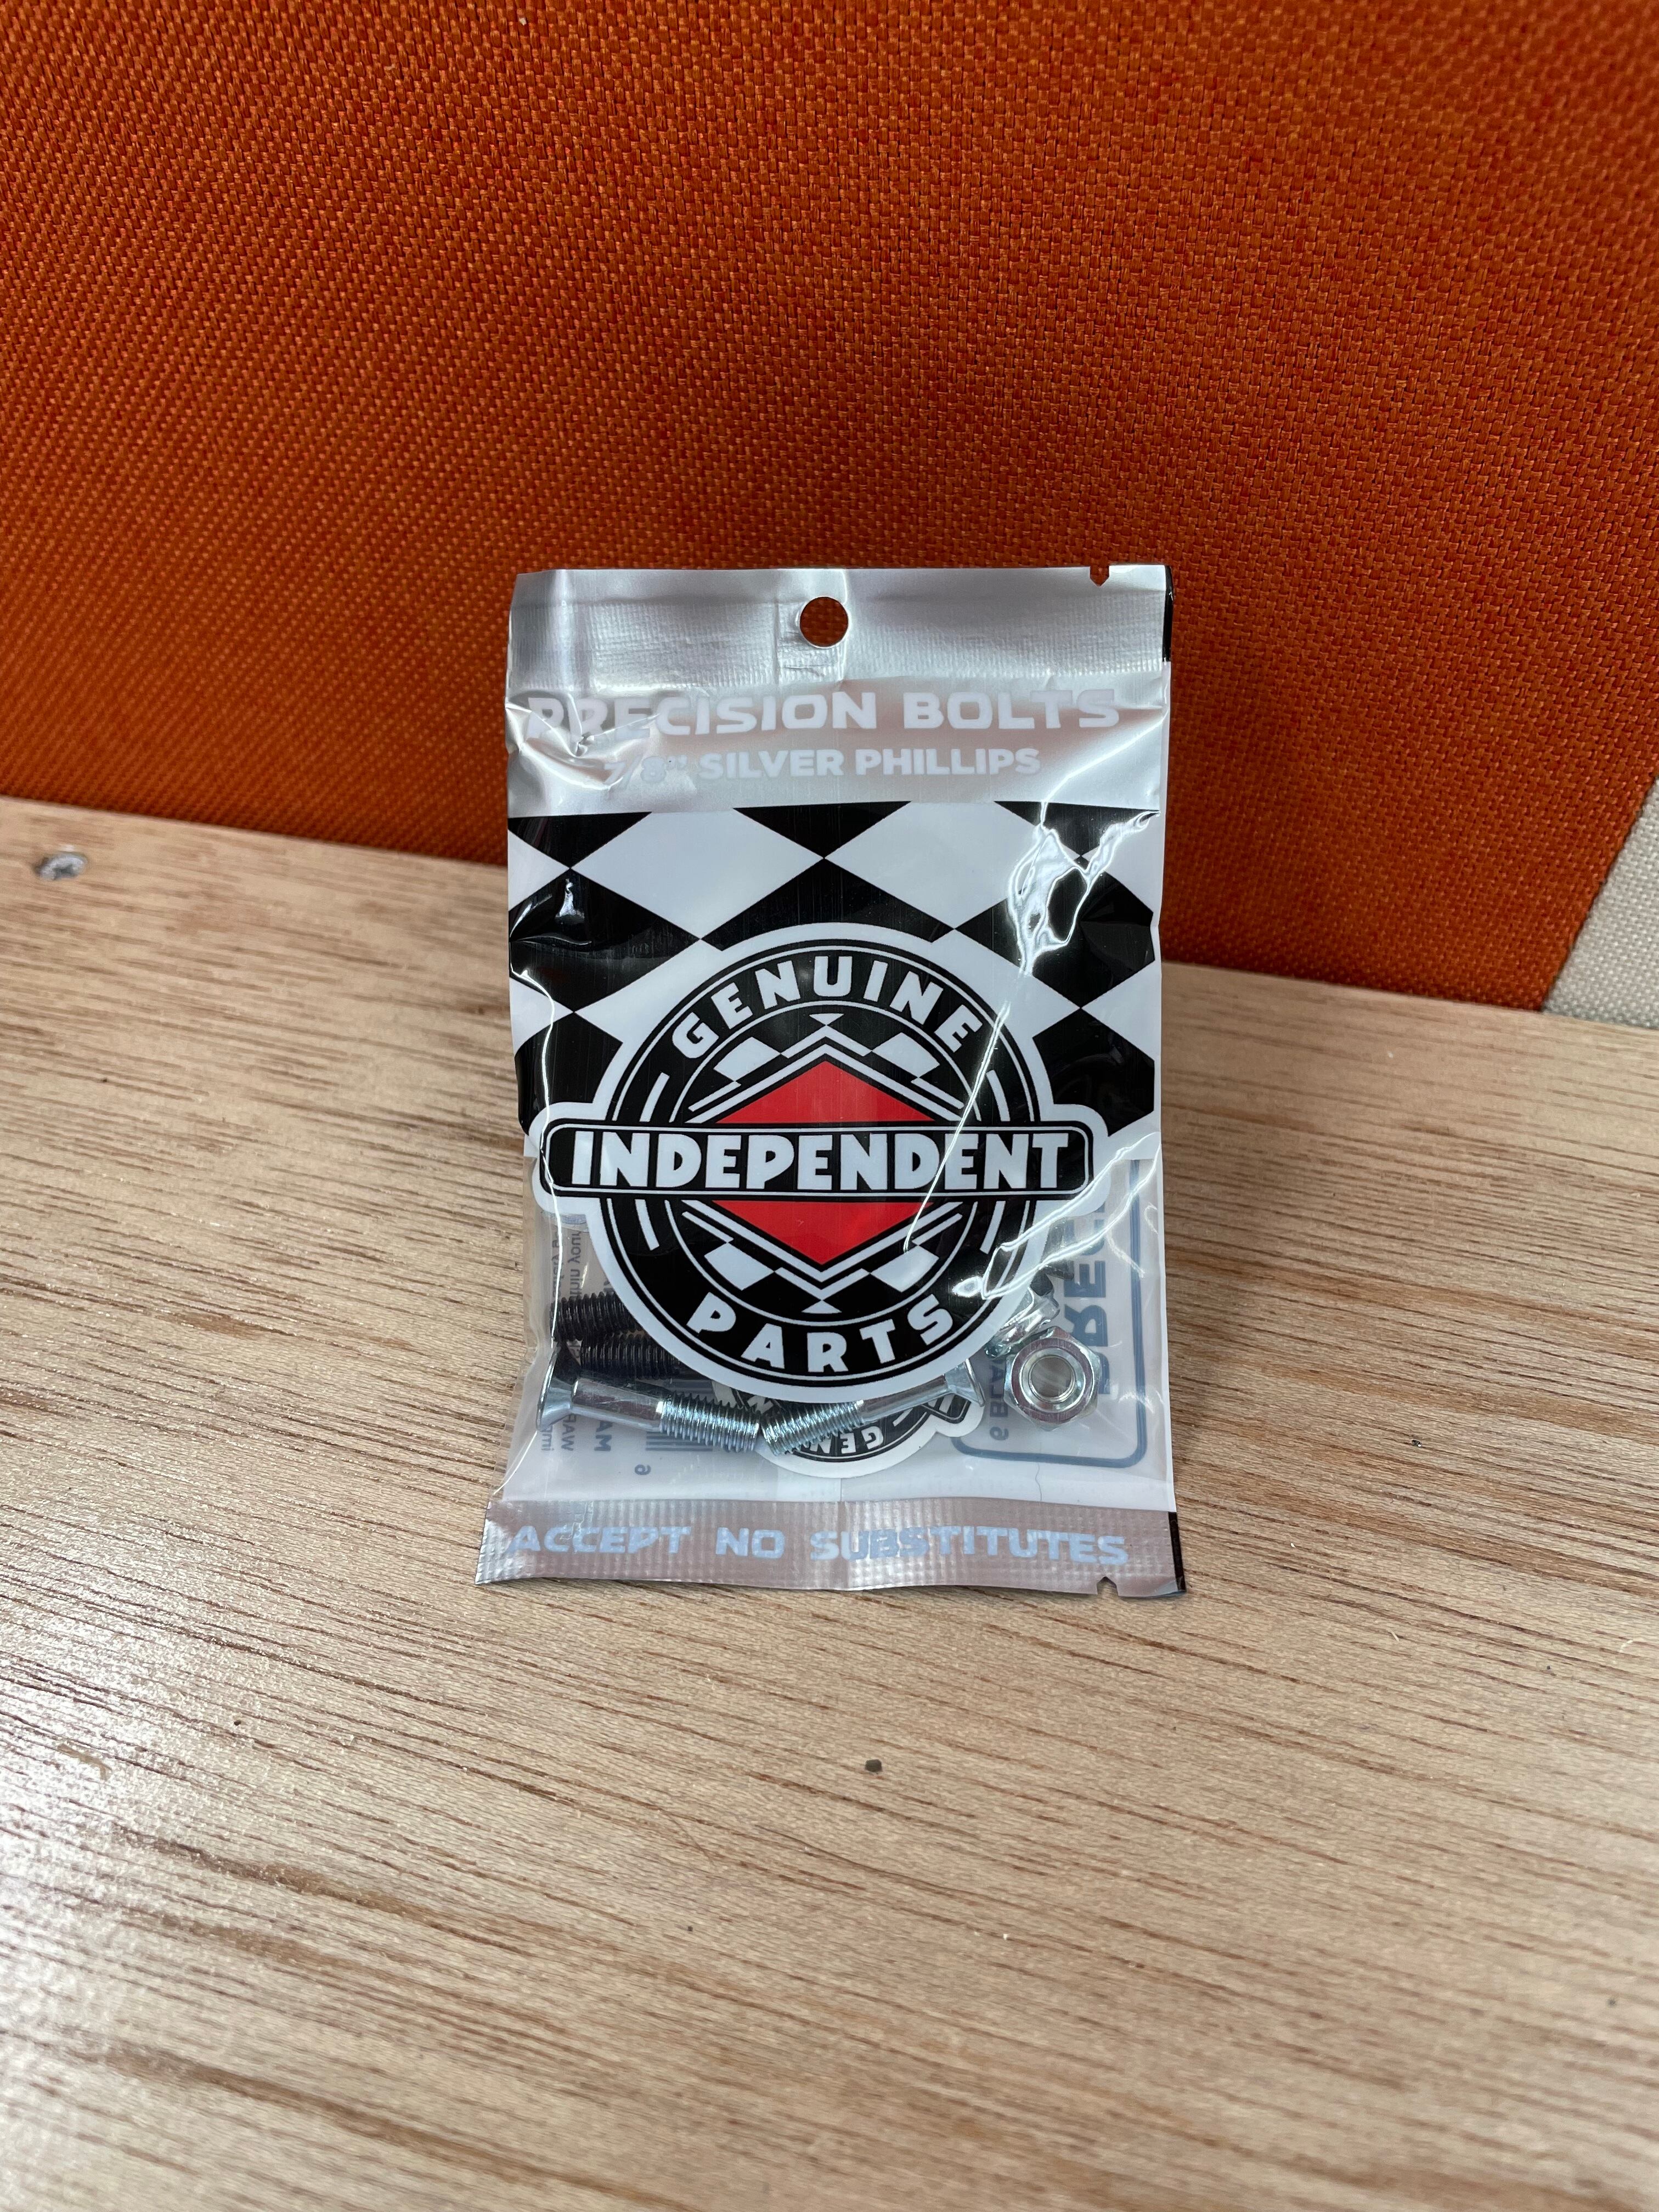 PRECISION BOLTS
7/8" SILVER PHILLIPS
GENUINE
INDEPENDENT
PARTS
ACCEPT NO SUBSTITUTES